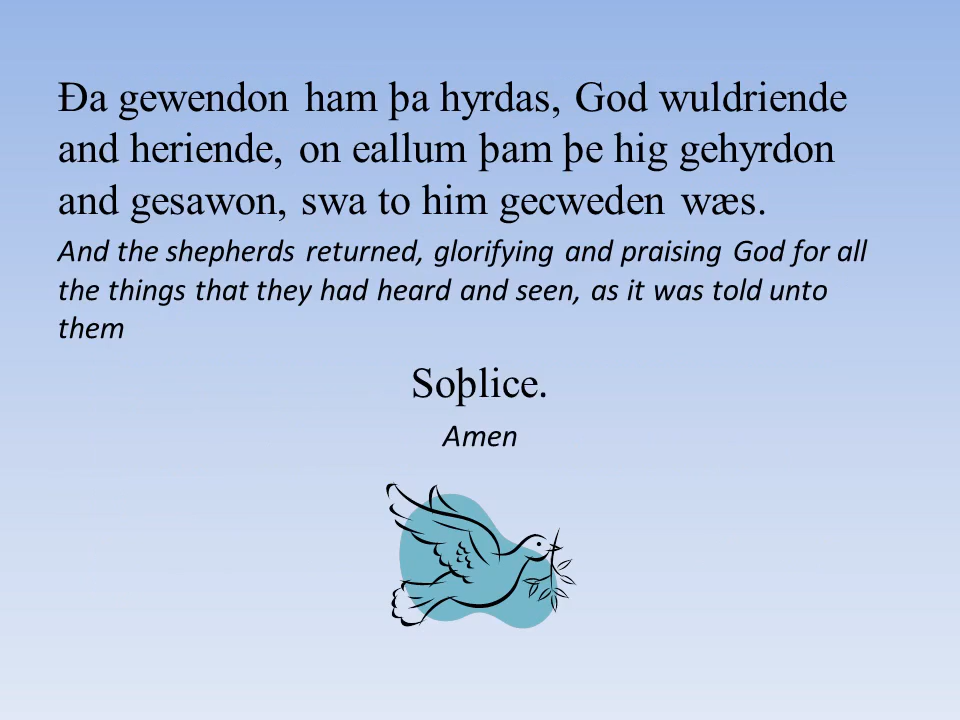 Ða gewendon ham þa hyrdas, God wuldriende
and heriende, on eallum þam þe hig gehyrdon
and gesawon, swa to him gecweden wæs.
And the shepherds returned, glorifying and praising God for all
the things that they had heard and seen, as it was told unto
them
Soþlice.
Amen